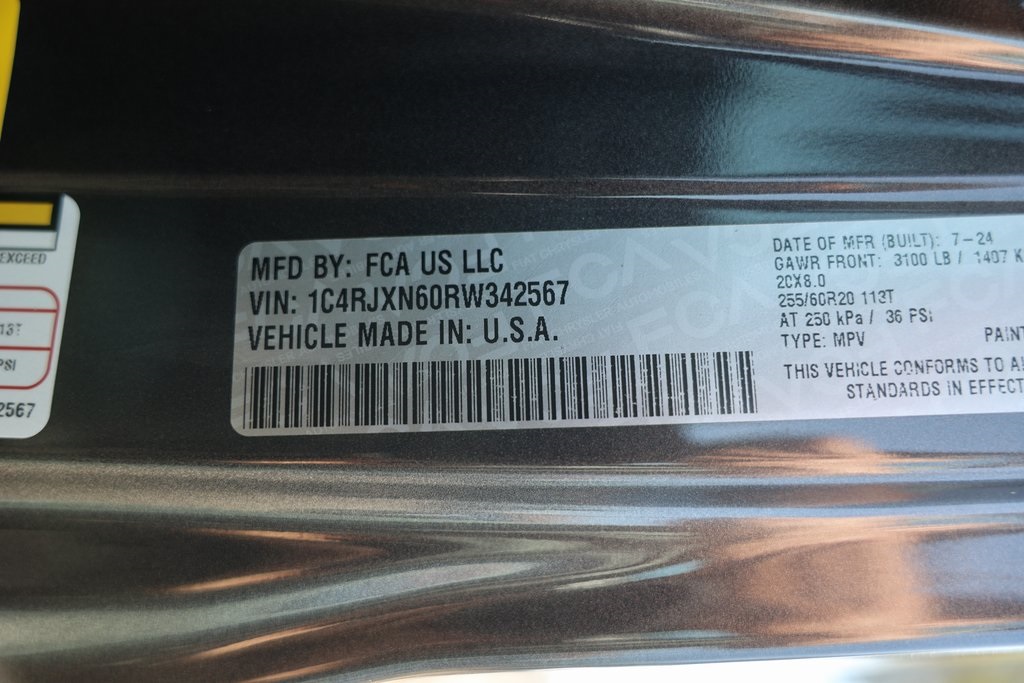 EXCEED
13T
PSI
2567
MFD BY: FCA US LLC
VIN: 1C4RJXN60RW342567
VEHICLE MADE IN: U.S.A.
DATE OF MFR (BUILT): 7-24
GAWR FRONT: 3100 LB / 1407 K
20X8.0
255/60R20 113T
AT 250 kPa / 36 PSI
TYPE: MPV PAINT
THIS VEHICLE CONFORMS TO
STANDARDS IN EFFECT